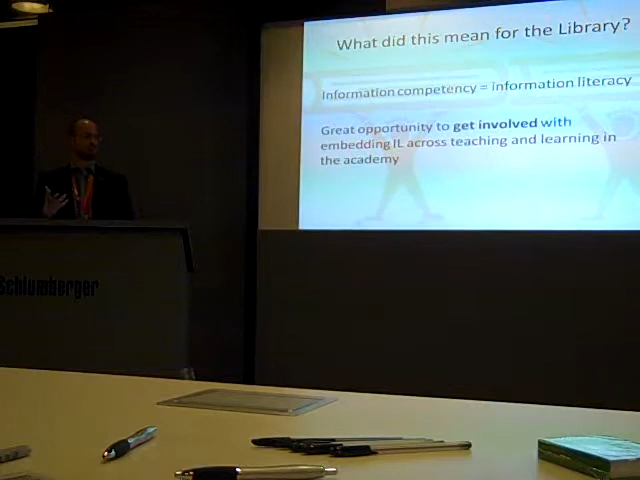 What did this mean for the Library?
Information competency = information literacy
Great opportunity to get involved with
embedding IL across teaching and learning in
the academy
Schlumberger